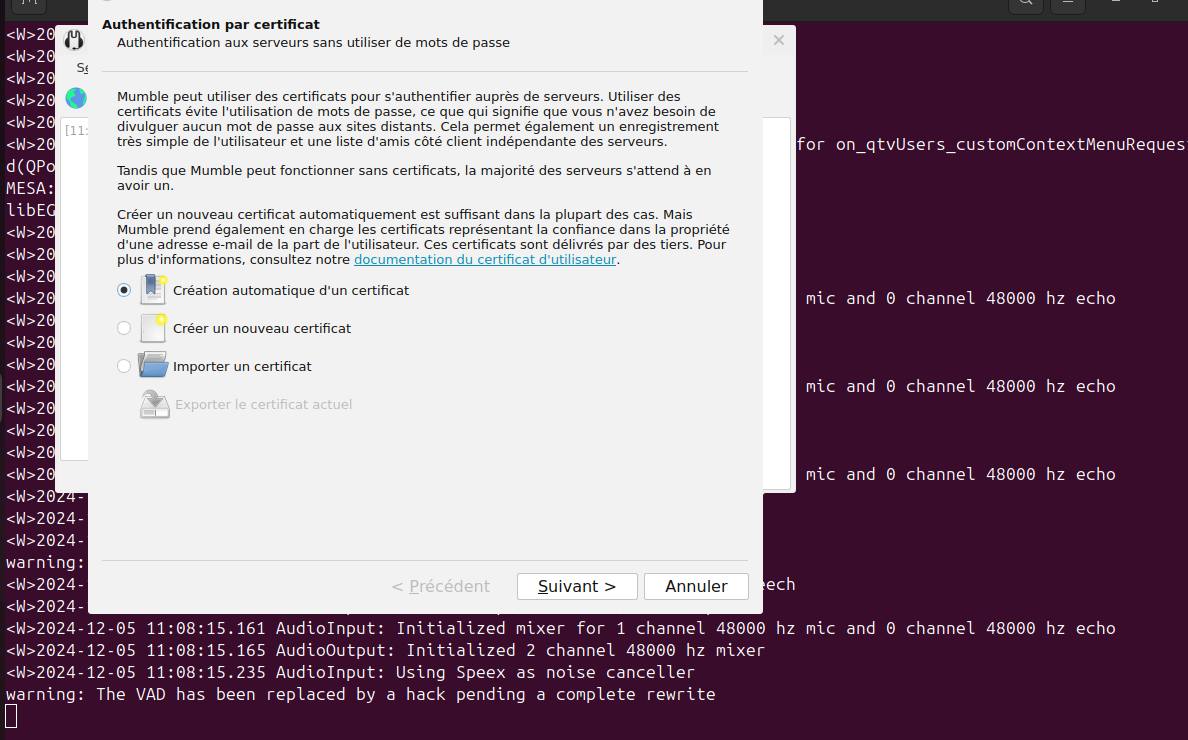 Authentification par certificat
Authentification aux serveurs sans utiliser de mots de passe
Mumble peut utiliser des certificats pour s'authentifier auprès de serveurs. Utiliser des
certificats évite l'utilisation de mots de passe, ce que qui signifie que vous n'avez besoin de
divulguer aucun mot de passe aux sites distants. Cela permet également un enregistrement
très simple de l'utilisateur et une liste d'amis côté client indépendante des serveurs.
Tandis que Mumble peut fonctionner sans certificats, la majorité des serveurs s'attend à en
avoir un.
Créer un nouveau certificat automatiquement est suffisant dans la plupart des cas. Mais
Mumble prend également en charge les certificats représentant la confiance dans la propriété
d'une adresse e-mail de la part de l'utilisateur. Ces certificats sont délivrés par des tiers. Pour
plus d'informations, consultez notre documentation du certificat d'utilisateur.
Création automatique d'un certificat
Créer un nouveau certificat
Importer un certificat
Exporter le certificat actuel
< Précédent
Suivant >
Annuler
<W>20
<W>20
<W>20
<W>20
<W>20
<W>20 for on_qtvUsers_customContextMenuReques
d(QPo
MESA:
libEG
<W>20
<W>20
<W>20
<W>20 mic and 0 channel 48000 hz echo
<W>20
<W>20
<W>20
<W>20 mic and 0 channel 48000 hz echo
<W>20
<W>20
<W>20
<W>20 mic and 0 channel 48000 hz echo
<W>2024-
<W>2024-
<W>2024-
warning:
<W>2024- eech
<W>2024-
<W>2024-12-05 11:08:15.161 AudioInput: Initialized mixer for 1 channel 48000 hz mic and 0 channel 48000 hz echo
<W>2024-12-05 11:08:15.165 AudioOutput: Initialized 2 channel 48000 hz mixer
<W>2024-12-05 11:08:15.235 AudioInput: Using Speex as noise canceller
warning: The VAD has been replaced by a hack pending a complete rewrite
Se
[11: